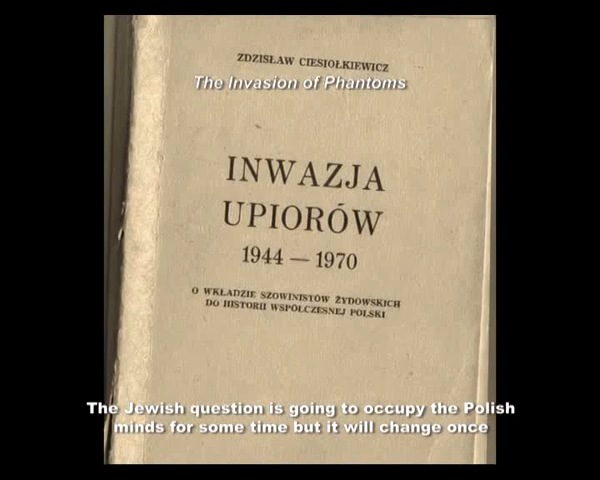 ZDZISŁAW CIESIOŁKIEWICZ
The Invasion of Phantoms
INWAZJA
UPIORÓW
1944 — 1970
O WKŁADZIE SZOWINISTÓW ŻYDOWSKICH
DO HISTORII WSPÓŁCZESNEJ POLSKI
The Jewish question is going to occupy the Polish
minds for some time but it will change once